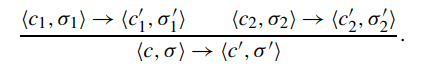 ⟨c1, σ1⟩ → ⟨c′₁, σ′₁⟩ ⟨c2, σ2⟩ → ⟨c′₂, σ′₂⟩
⟨c, σ⟩ → ⟨c′, σ′⟩ .